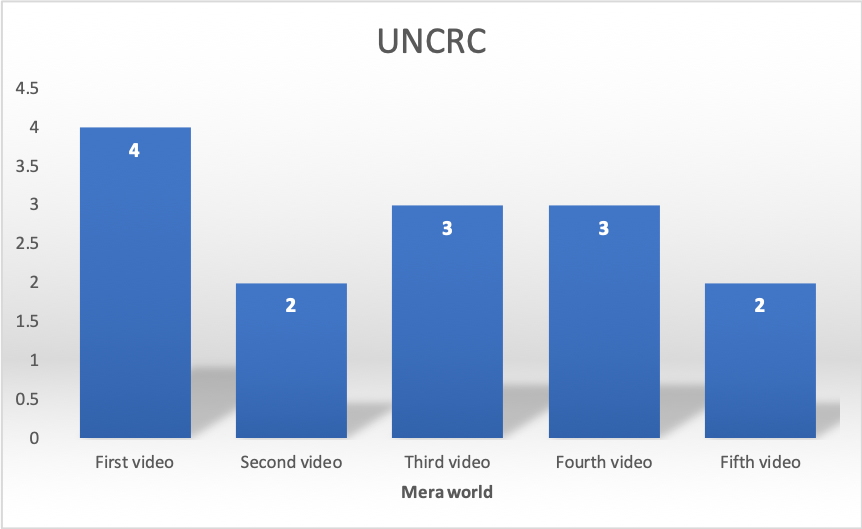 UNCRC
4.5
4
3.5
3
2.5
2
1.5
1
0.5
0
4
2
3
3
2
First video
Second video
Third video
Fourth video
Fifth video
Mera world